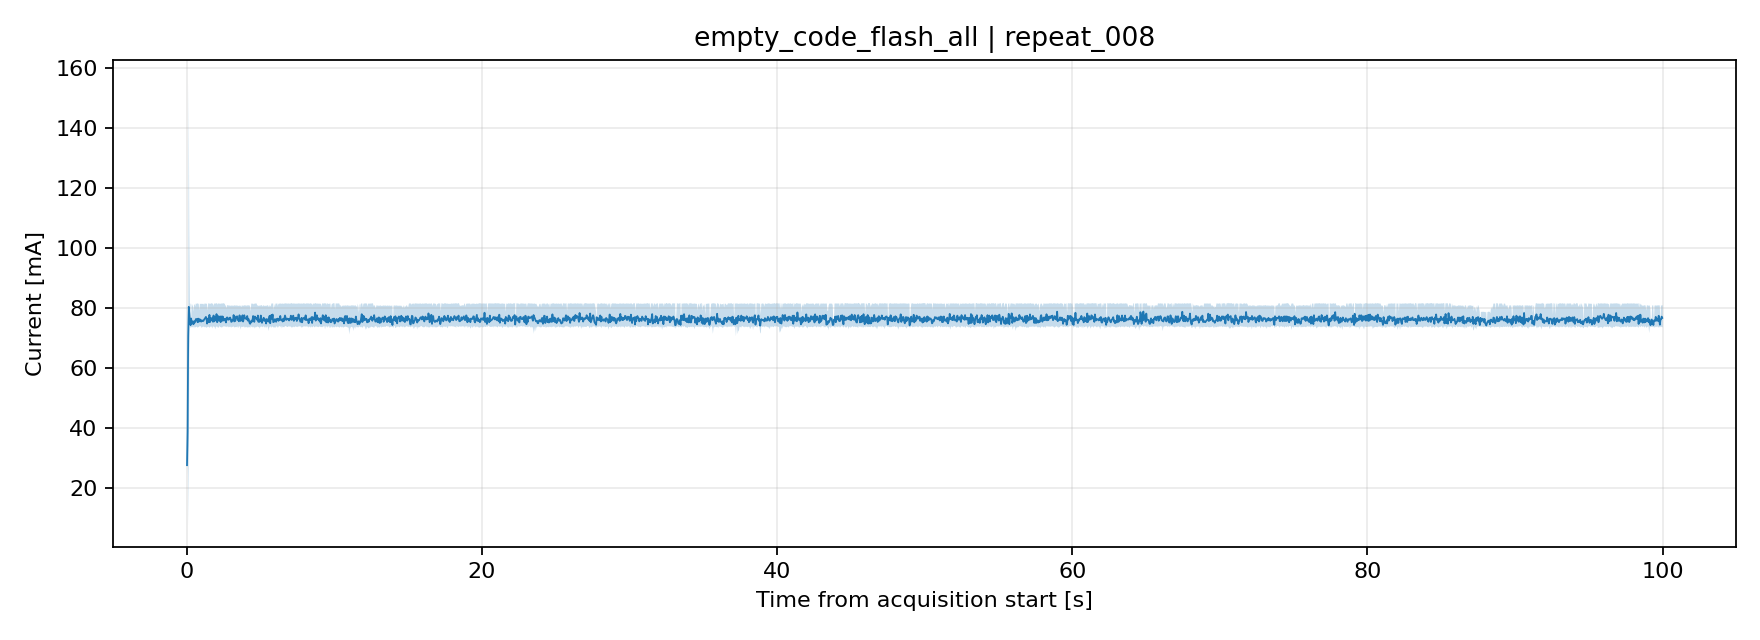 empty_code_flash_all | repeat_008
Current [mA]
160
140
120
100
80
60
40
20
0 20 40 60 80 100
Time from acquisition start [s]